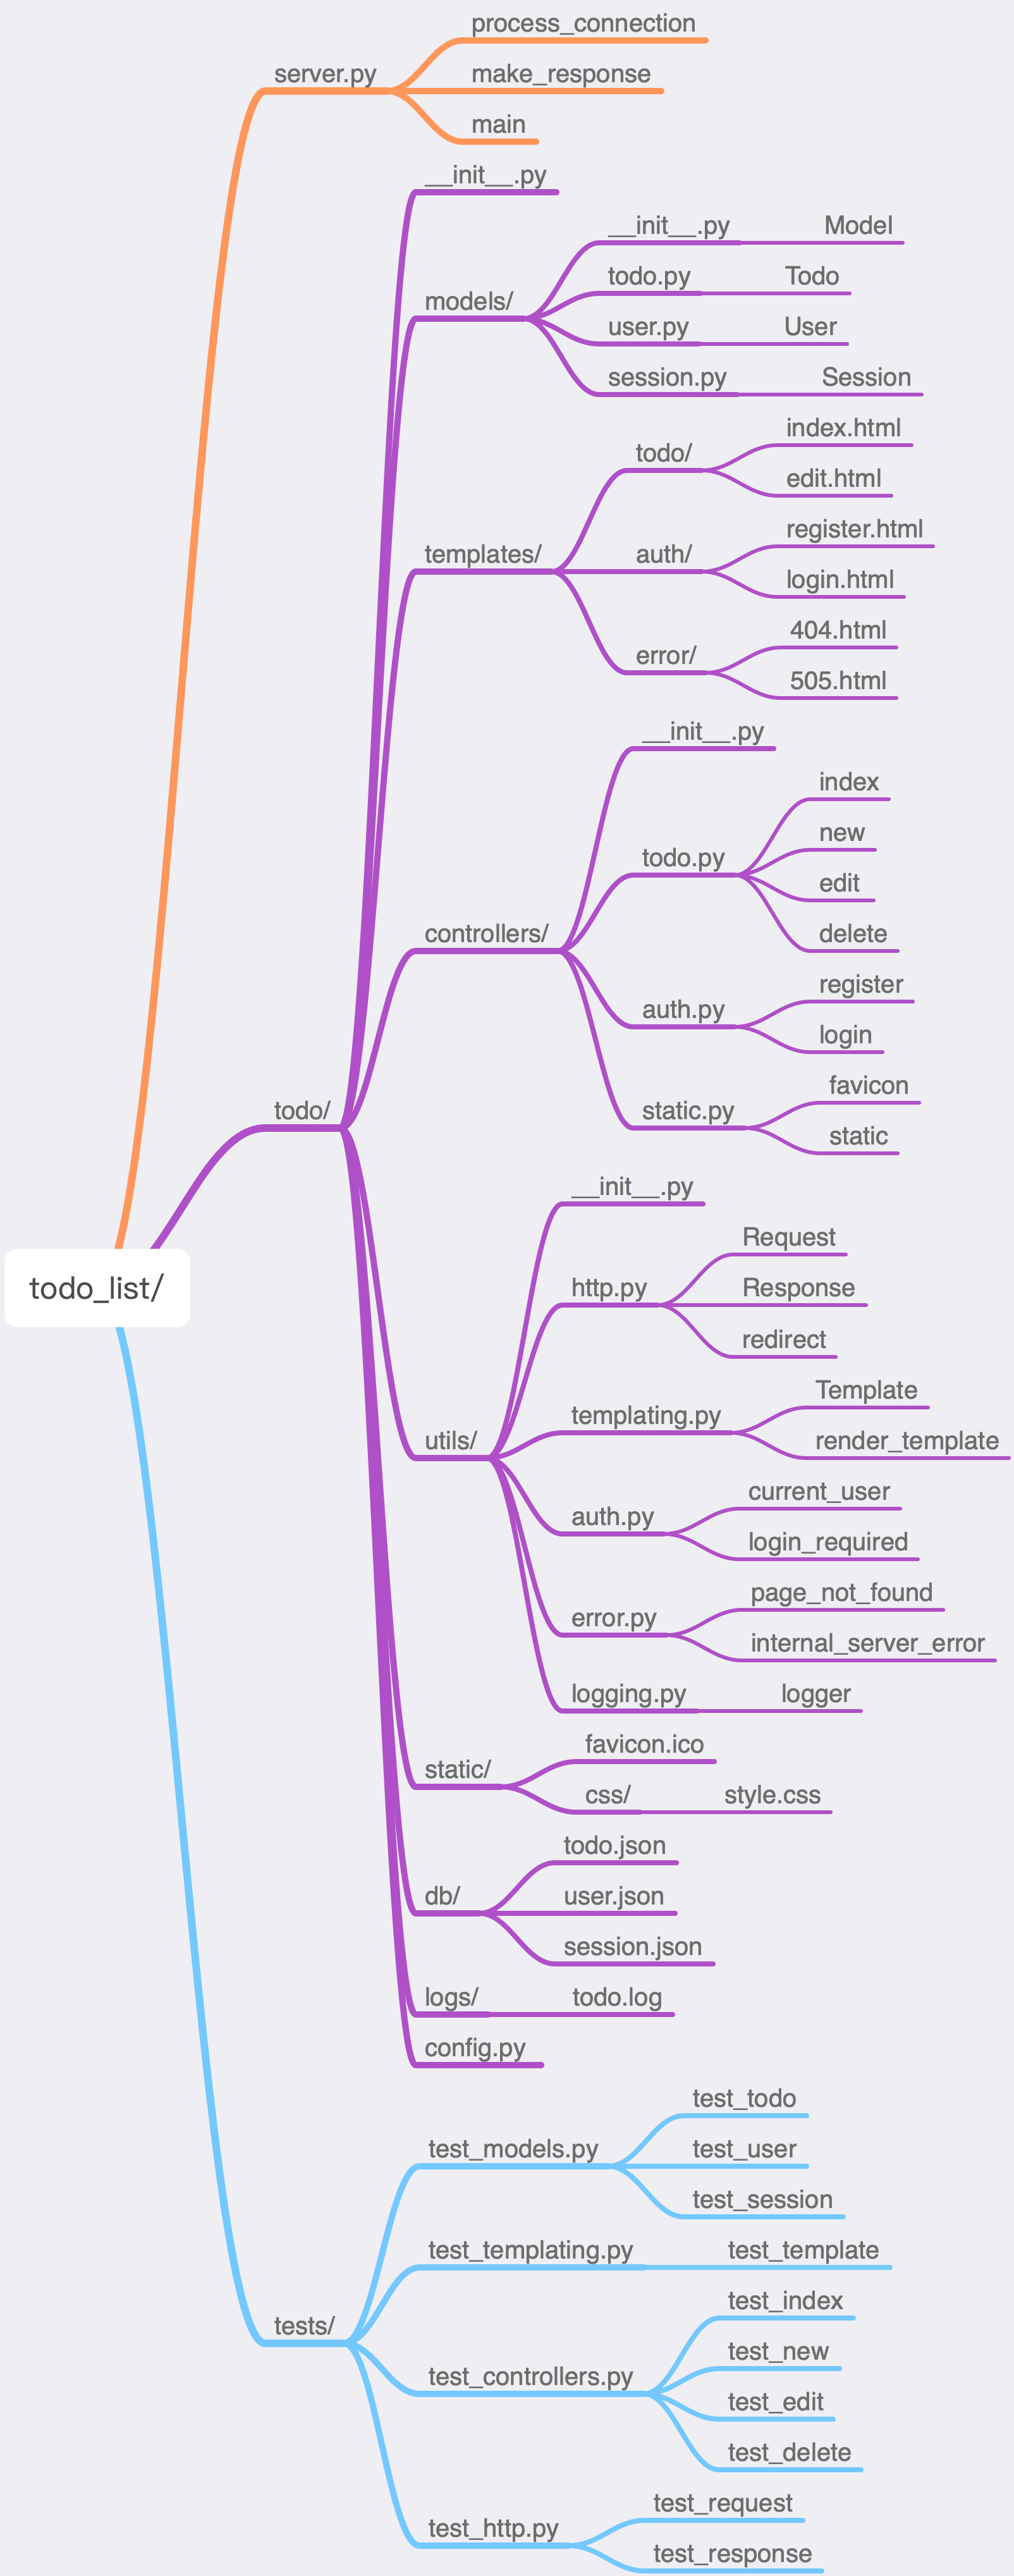 process_connection
server.py
make_response
main
__init__.py
__init__.py Model
models/
todo.py Todo
user.py User
session.py Session
templates/
todo/
index.html
edit.html
auth/
register.html
login.html
error/
404.html
505.html
controllers/
__init__.py
todo.py
index
new
edit
delete
auth.py
register
login
static.py
favicon
static
todo/
todo_list/
utils/
__init__.py
http.py
Request
Response
redirect
templating.py
Template
render_template
auth.py
current_user
login_required
error.py
page_not_found
internal_server_error
logging.py logger
static/
favicon.ico
css/ style.css
db/
todo.json
user.json
session.json
logs/ todo.log
config.py
tests/
test_models.py
test_todo
test_user
test_session
test_templating.py test_template
test_controllers.py
test_index
test_new
test_edit
test_delete
test_http.py
test_request
test_response